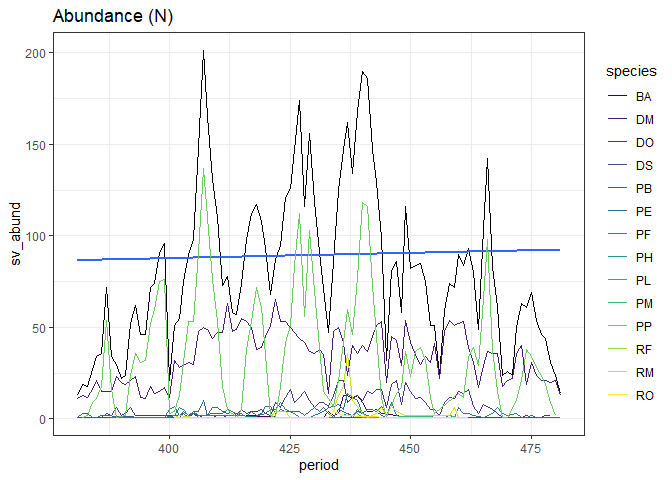 Abundance (N)
200
150
100
50
0
sv_abund
400
425
450
475
period
species
BA
DM
DO
DS
PB
PE
PF
PH
PL
PM
PP
RF
RM
RO